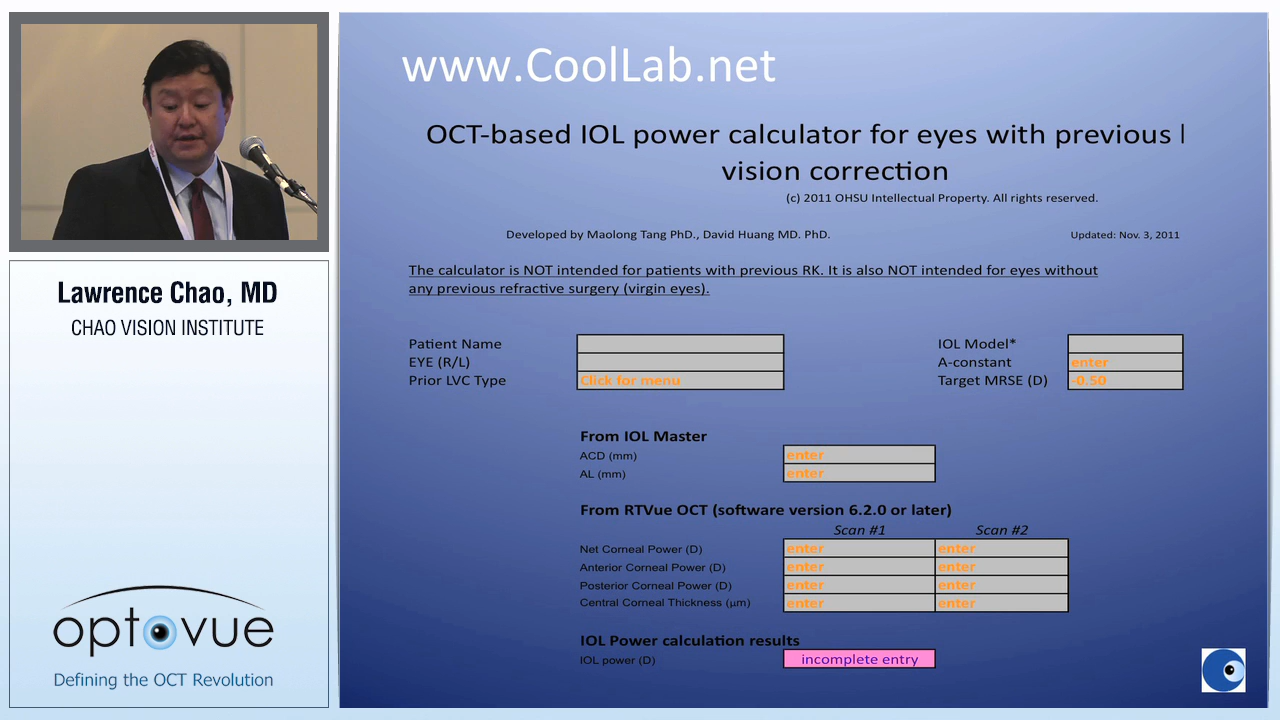 www.CoolLab.net
OCT-based IOL power calculator for eyes with previous
vision correction
(c) 2011 OHSU Intellectual Property. All rights reserved.
Developed by Maolong Tang PhD., David Huang MD. PhD.
Updated: Nov. 3, 2011
The calculator is NOT intended for patients with previous RK. It is also NOT intended for eyes without
any previous refractive surgery (virgin eyes).
Patient Name
IOL Model*
EYE (R/L)
A-constant enter
Prior LVC Type Click for menu
Target MRSE (D) -0.50
From IOL Master
ACD (mm) enter
AL (mm) enter
From RTVue OCT (software version 6.2.0 or later)
Scan #1 Scan #2
Net Corneal Power (D) enter enter
Anterior Corneal Power (D) enter enter
Posterior Corneal Power (D) enter enter
Central Corneal Thickness (µm) enter enter
IOL Power calculation results
IOL power (D) incomplete entry
Lawrence Chao, MD
CHAO VISION INSTITUTE
optovue
Defining the OCT Revolution